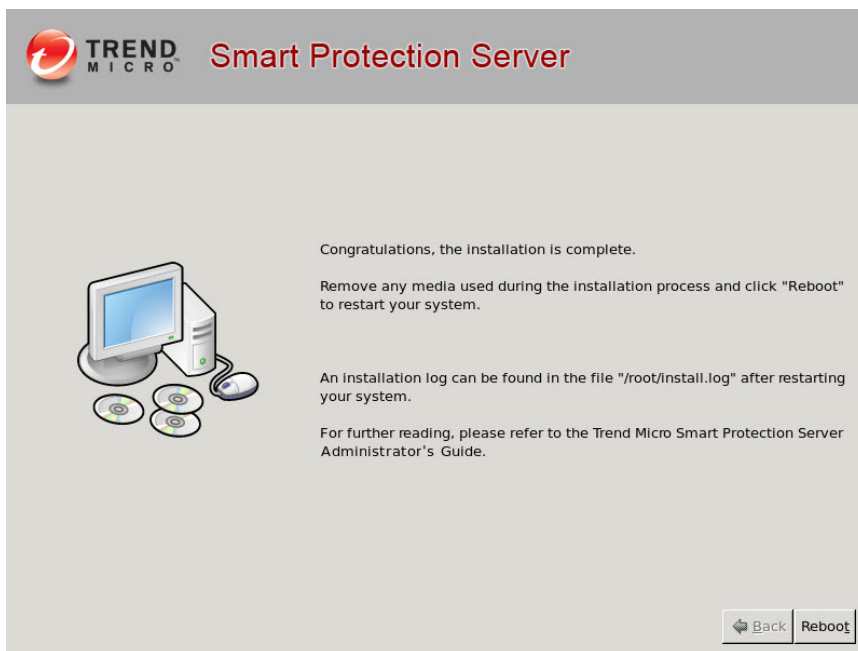 TREND MICRO™ Smart Protection Server
Congratulations, the installation is complete.
Remove any media used during the installation process and click "Reboot"
to restart your system.
An installation log can be found in the file "/root/install.log" after restarting
your system.
For further reading, please refer to the Trend Micro Smart Protection Server
Administrator's Guide.
Back Reboot